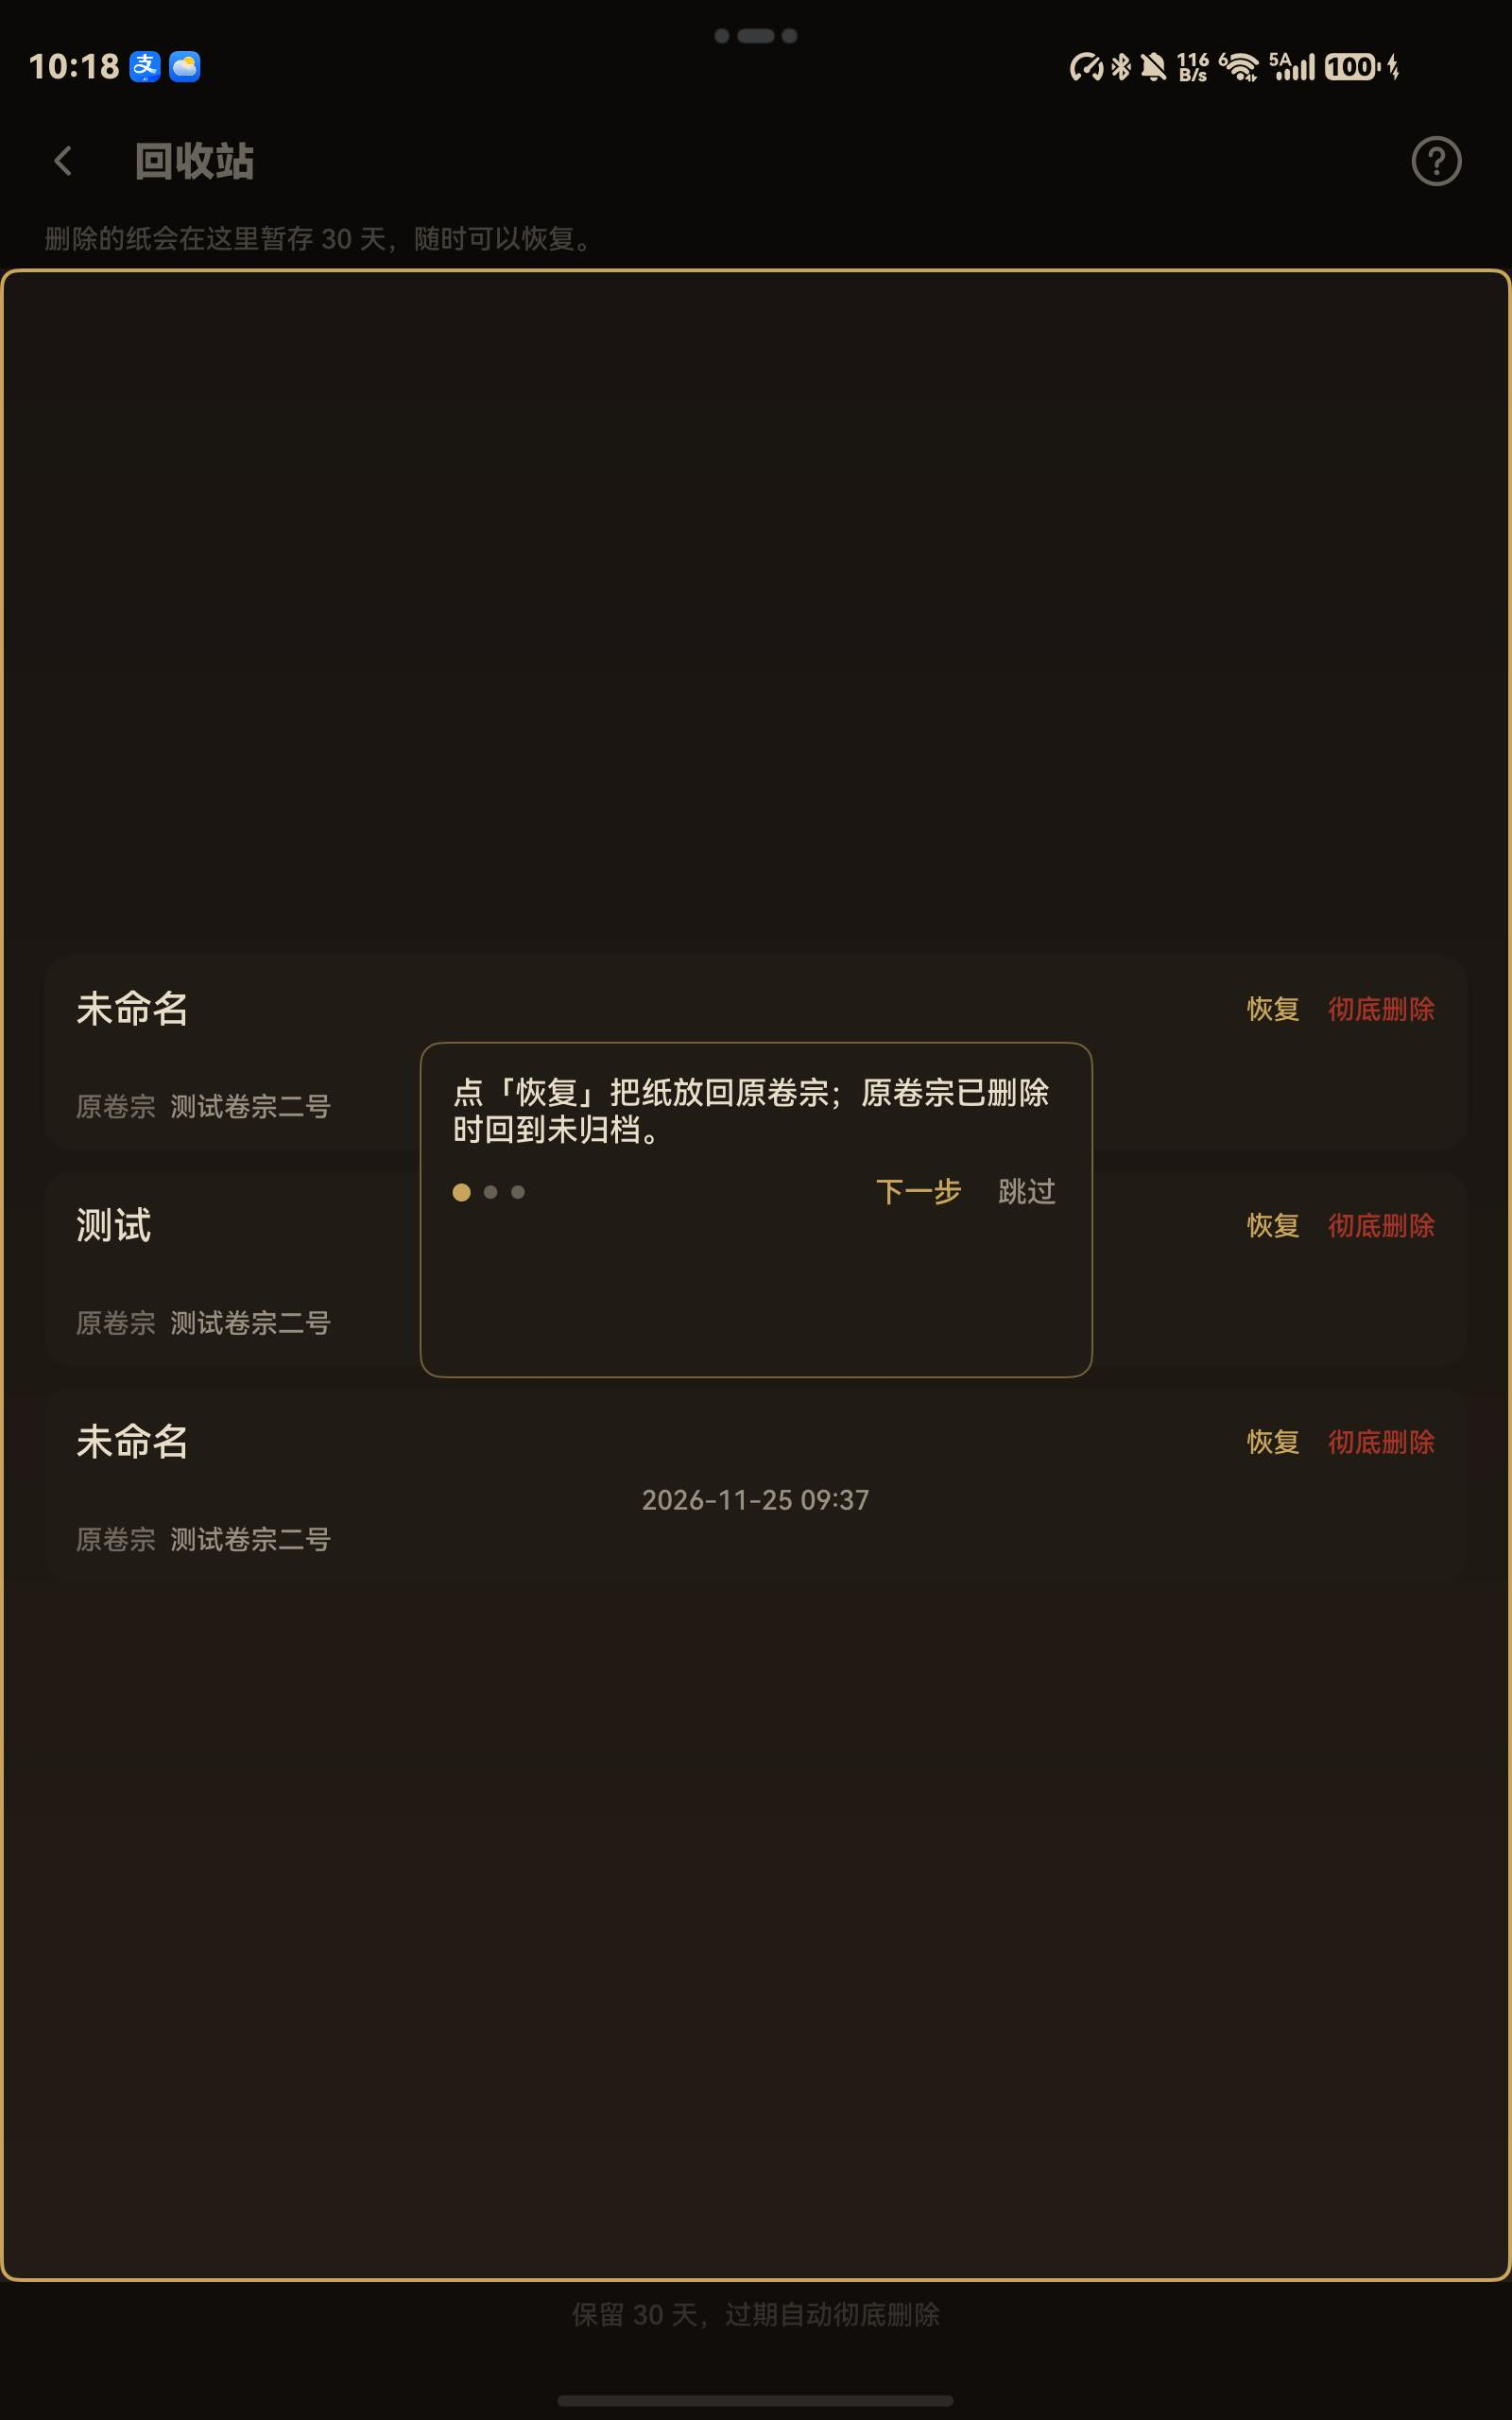 10:18
116 B/s
6
5A
100
回收站
删除的纸会在这里暂存 30 天，随时可以恢复。
未命名
恢复 彻底删除
原卷宗 测试卷宗二号
点「恢复」把纸放回原卷宗；原卷宗已删除
时回到未归档。
下一步 跳过
测试
恢复 彻底删除
原卷宗 测试卷宗二号
未命名
恢复 彻底删除
2026-11-25 09:37
原卷宗 测试卷宗二号
保留 30 天，过期自动彻底删除